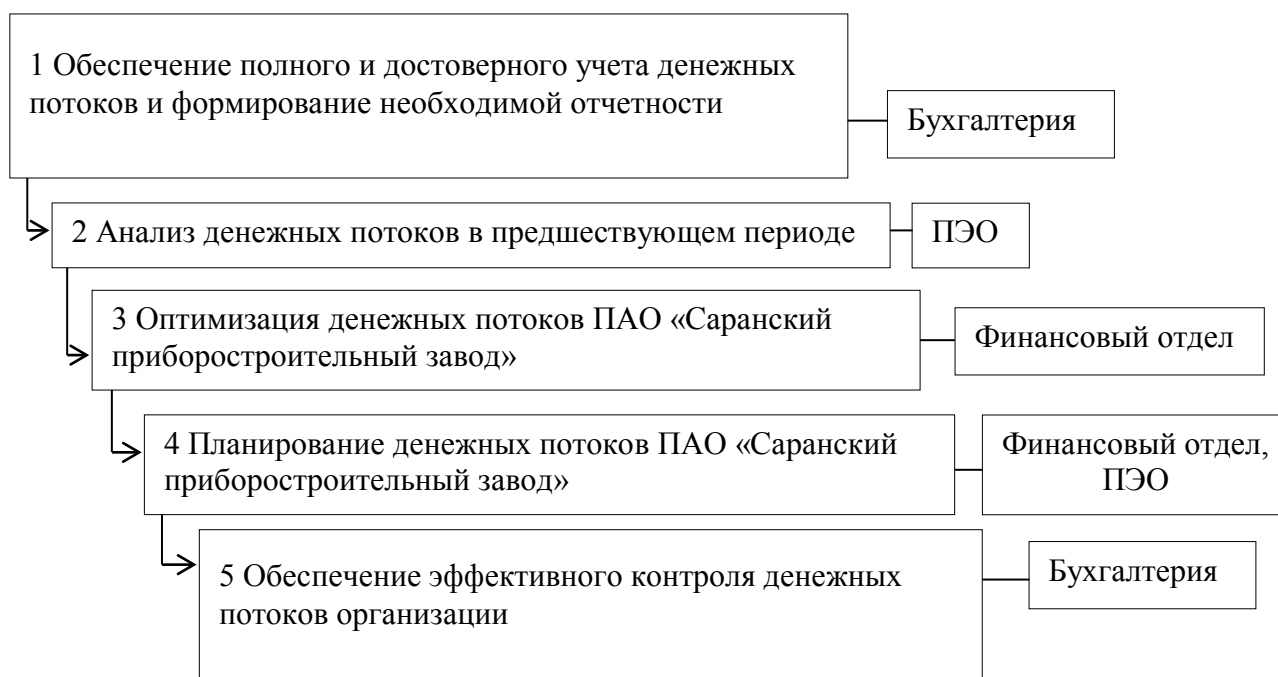 1 Обеспечение полного и достоверного учета денежных
потоков и формирование необходимой отчетности
Бухгалтерия
2 Анализ денежных потоков в предшествующем периоде
ПЭО
3 Оптимизация денежных потоков ПАО «Саранский
приборостроительный завод»
Финансовый отдел
4 Планирование денежных потоков ПАО «Саранский
приборостроительный завод»
Финансовый отдел,
ПЭО
5 Обеспечение эффективного контроля денежных
потоков организации
Бухгалтерия